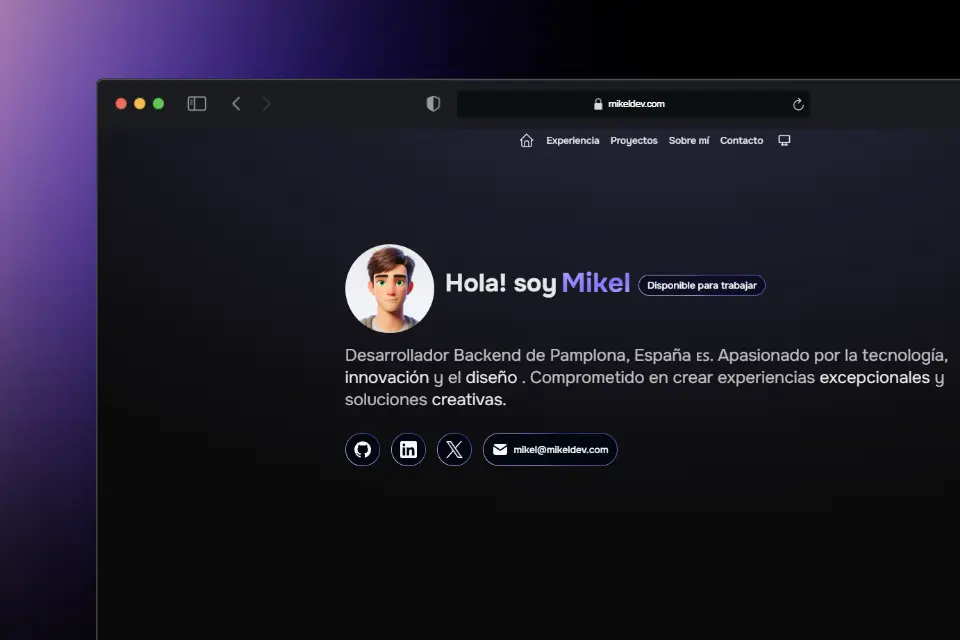 mikeldev.com
Experiencia Proyectos Sobre mí Contacto
Hola! soy Mikel Disponible para trabajar
Desarrollador Backend de Pamplona, España ES. Apasionado por la tecnología,
innovación y el diseño . Comprometido en crear experiencias excepcionales y
soluciones creativas.
in X mikel@mikeldev.com